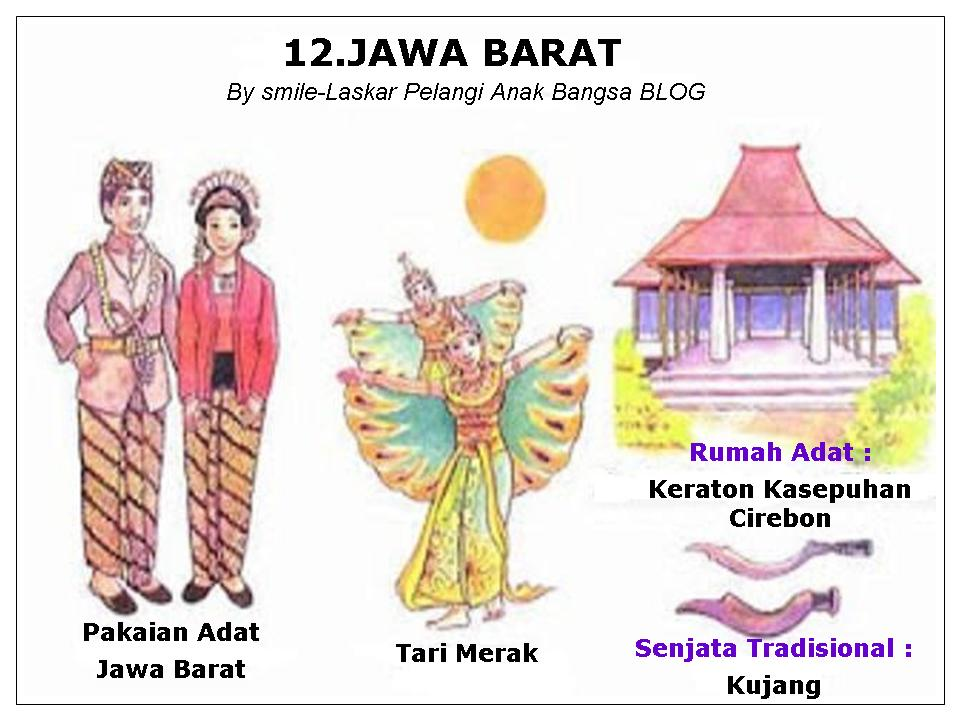 12.JAWA BARAT
By smile-Laskar Pelangi Anak Bangsa BLOG
Pakaian Adat
Jawa Barat
Tari Merak
Rumah Adat :
Keraton Kasepuhan
Cirebon
Senjata Tradisional :
Kujang